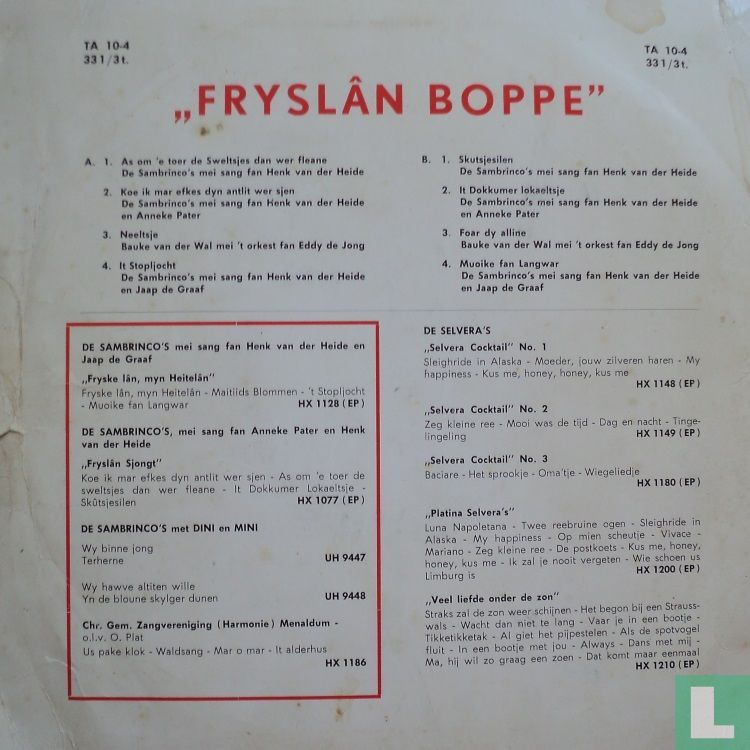 TA 10-4
33 1/3 t.
TA 10-4
33 1/3 t.
„FRYSLÂN BOPPE”
A. 1. As om 'e toer de Sweltsjes dan wer fleane
De Sambrinco's mei sang fan Henk van der Heide
2. Koe ik mar efkes dyn antlit wer sjen
De Sambrinco's mei sang fan Henk van der Heide
en Anneke Pater
3. Neeltsje
Bauke van der Wal mei 't orkest fan Eddy de Jong
4. It Stopljocht
De Sambrinco's mei sang fan Henk van der Heide
en Jaap de Graaf
B. 1. Skutsjesilen
De Sambrinco's mei sang fan Henk van der Heide
2. It Dokkumer lokaeltsje
De Sambrinco's mei sang fan Henk van der Heide
en Anneke Pater
3. Foar dy alline
Bauke van der Wal mei 't orkest fan Eddy de Jong
4. Muoike fan Langwar
De Sambrinco's mei sang fan Henk van der Heide
en Jaap de Graaf
DE SAMBRINCO'S mei sang fan Henk van der Heide en
Jaap de Graaf
„Fryske lân, myn Heitelân"
Fryske lân, myn Heitelân - Maitiids Blommen - 't Stopljocht
- Muoike fan Langwar HX 1128 (EP)
DE SAMBRINCO'S, mei sang fan Anneke Pater en Henk
van der Heide
„Fryslân Sjongt"
Koe ik mar efkes dyn antlit wer sjen - As om 'e toer de
sweltsjes dan wer fleane - It Dokkumer Lokaeltsje -
Skûtsjesilen HX 1077 (EP)
DE SAMBRINCO'S met DINI en MINI
Wy binne jong
Terherne UH 9447
Wy hawve altiten wille
Yn de bloune skylger dunen UH 9448
Chr. Gem. Zangvereniging (Harmonie) Menaldum -
o.l.v. O. Plat
Us pake klok - Waldsang - Mar o mar - It alderhus
HX 1186
DE SELVERA'S
„Selvera Cocktail" No. 1
Sleighride in Alaska - Moeder, jouw zilveren haren - My
happiness - Kus me, honey, honey, kus me
HX 1148 (EP)
„Selvera Cocktail" No. 2
Zeg kleine ree - Mooi was de tijd - Dag en nacht - Tinge-
lingeling HX 1149 (EP)
„Selvera Cocktail" No. 3
Baciare - Het sprookje - Oma'tje - Wiegeliedje
HX 1180 (EP)
„Platina Selvera's"
Luna Napoletana - Twee reebruine ogen - Sleighride in
Alaska - My happiness - Op mien scheutje - Vivace -
Mariano - Zeg kleine ree - De postkoets - Kus me, honey,
honey, kus me - Ik zal je nooit vergeten - Wie schoen us
Limburg is HX 1200 (EP)
„Veel liefde onder de zon"
Straks zal de zon weer schijnen - Het begon bij een Strauss-
wals - Wacht dan niet te lang - Vaar je in een bootje -
Tikketikketak - Al giet het pijpestelen - Als de spotvogel
fluit - In een bootje met jou - Always - Dans met mij -
Ma, hij wil zo graag een zoen - Dat komt maar eenmaal
HX 1210 (EP)
L